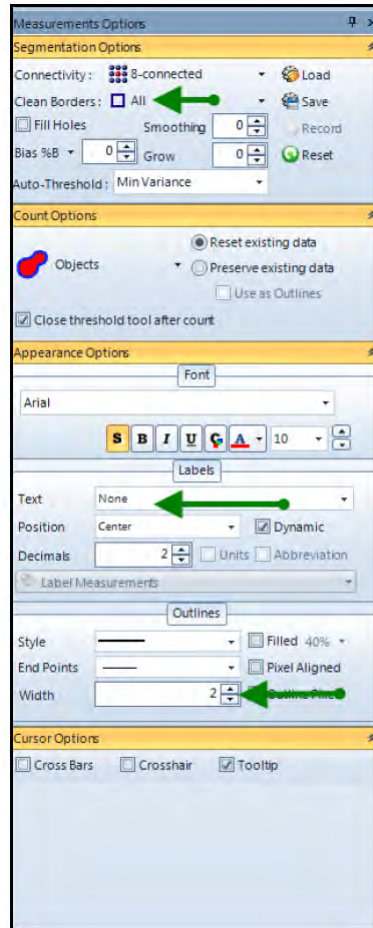 Measurements Options
Segmentation Options
Connectivity: 8-connected Load
Clean Borders: All Save
Fill Holes Smoothing 0 Record
Bias %B 0 Grow 0 Reset
Auto-Threshold: Min Variance
Count Options
Reset existing data
Objects Preserve existing data
Use as Outlines
Close threshold tool after count
Appearance Options
Font
Arial
S B I U G A 10
Labels
Text None
Position Center Dynamic
Decimals 2 Units Abbreviation
Label Measurements
Outlines
Style Filled 40%
End Points Pixel Aligned
Width 2
Cursor Options
Cross Bars Crosshair Tooltip